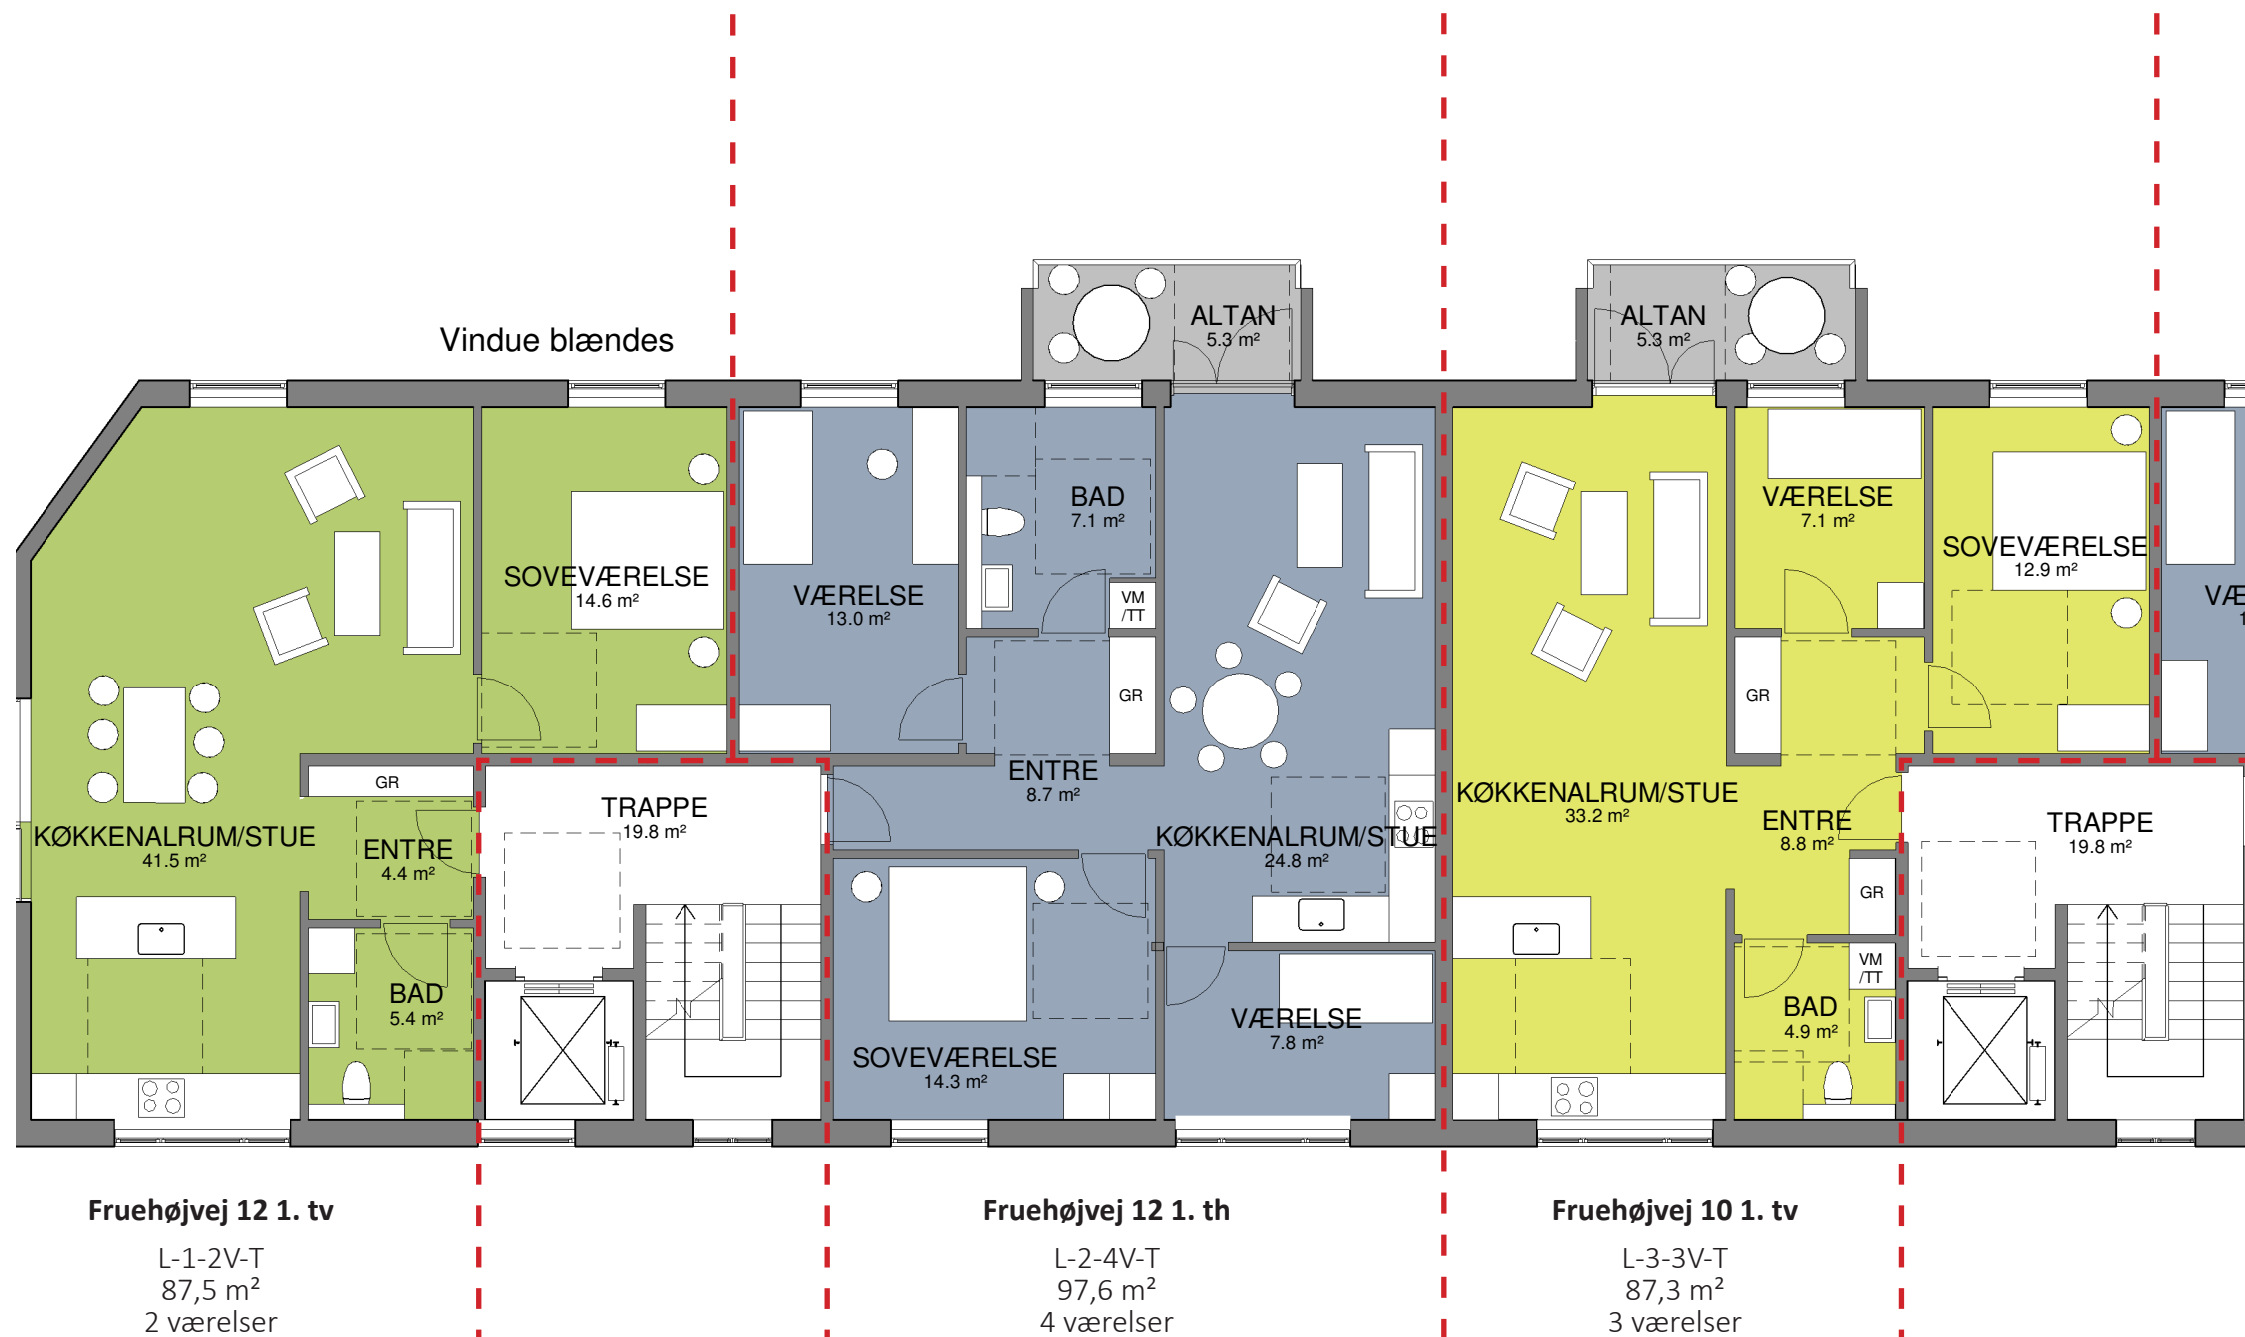 Vindue blændes
ALTAN
5.3 m²
ALTAN
5.3 m²
SOVEVÆRELSE
14.6 m²
VÆRELSE
13.0 m²
BAD
7.1 m²
VM
/TT
GR
VÆRELSE
7.1 m²
SOVEVÆRELSE
12.9 m²
GR
KØKKENALRUM/STUE
41.5 m²
GR
ENTRE
4.4 m²
BAD
5.4 m²
TRAPPE
19.8 m²
ENTRE
8.7 m²
KØKKENALRUM/STUE
24.8 m²
SOVEVÆRELSE
14.3 m²
VÆRELSE
7.8 m²
KØKKENALRUM/STUE
33.2 m²
ENTRE
8.8 m²
GR
VM
/TT
BAD
4.9 m²
TRAPPE
19.8 m²
Fruehøjvej 12 1. tv
L-1-2V-T
87,5 m²
2 værelser
Fruehøjvej 12 1. th
L-2-4V-T
97,6 m²
4 værelser
Fruehøjvej 10 1. tv
L-3-3V-T
87,3 m²
3 værelser